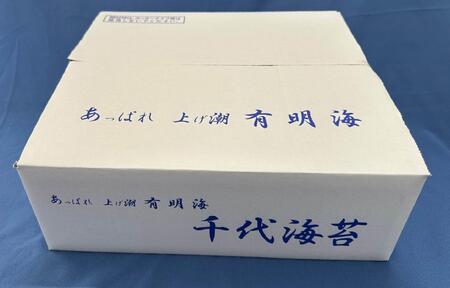 あっぱれ 上げ潮 有明海
あっぱれ 上げ潮 有明海
千代海苔